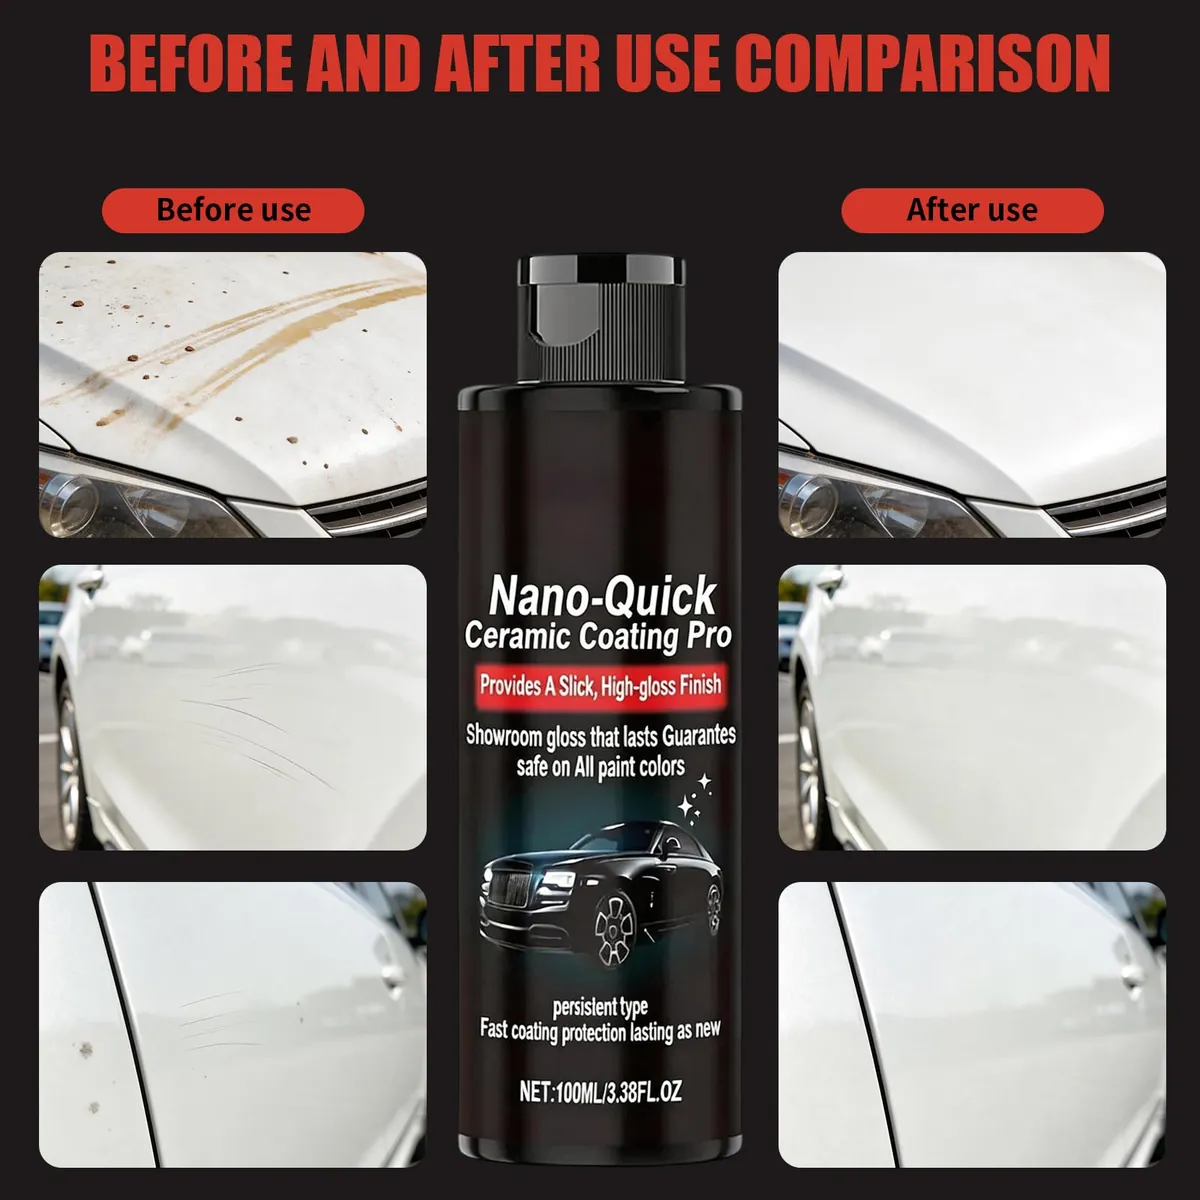 BEFORE AND AFTER USE COMPARISON
Before use
After use
Nano-Quick
Ceramic Coating Pro
Provides A Slick, High-gloss Finish
Showroom gloss that lasts Guarantes
safe on All paint colors
persistent type
Fast coating protection lasting as new
NET:100ML/3.38FL.OZ